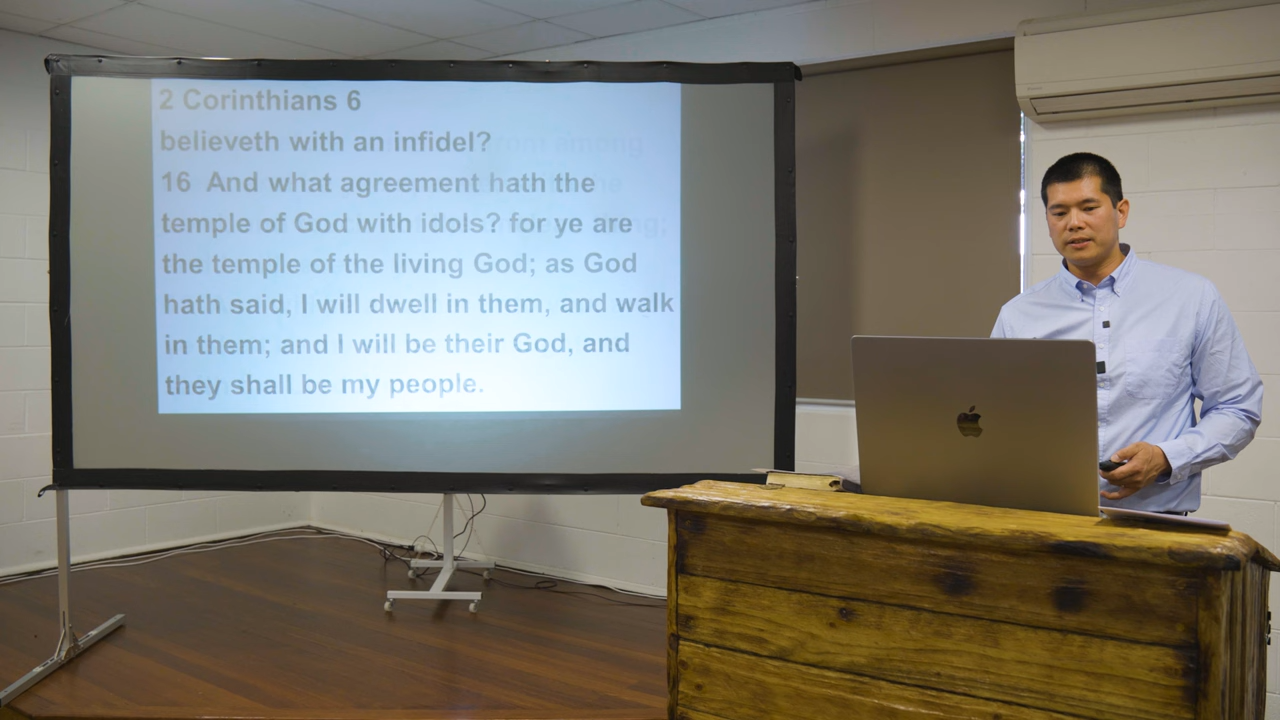 2 Corinthians 6
believeth with an infidel?
16 And what agreement hath the
temple of God with idols? for ye are
the temple of the living God; as God
hath said, I will dwell in them, and walk
in them; and I will be their God, and
they shall be my people.